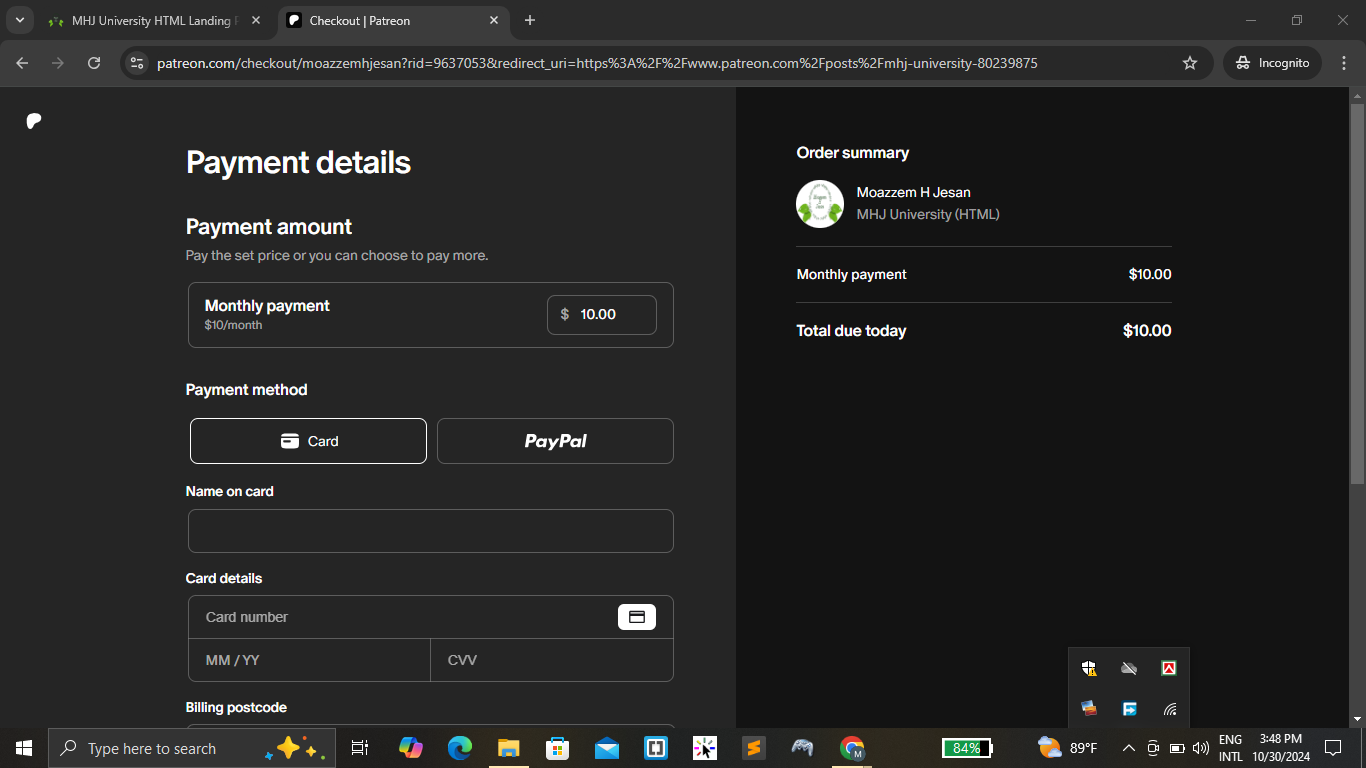 MHJ University HTML Landing
Checkout | Patreon
patreon.com/checkout/moazzemhjesan?rid=9637053&redirect_uri=https%3A%2F%2Fwww.patreon.com%2Fposts%2Fmhj-university-80239875
Incognito
Payment details
Payment amount
Pay the set price or you can choose to pay more.
Monthly payment
$10/month
$ 10.00
Payment method
Card
PayPal
Name on card
Card details
Card number
MM / YY
CVV
Billing postcode
Order summary
Moazzem H Jesan
MHJ University (HTML)
Monthly payment $10.00
Total due today $10.00
Type here to search
84%
89°F
ENG
INTL
3:48 PM
10/30/2024